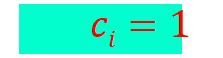 c_i = 1